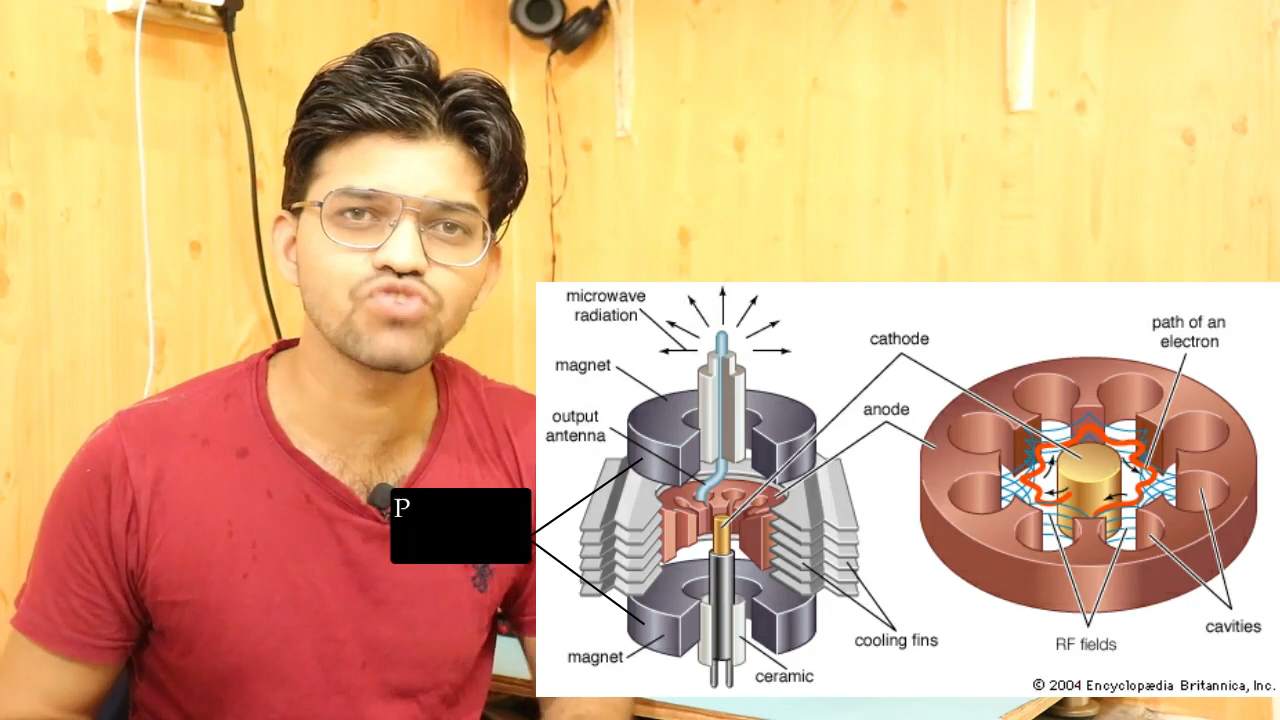 microwave
radiation
magnet
output
antenna
P
magnet
cathode
anode
cooling fins
ceramic
path of an
electron
RF fields
cavities
© 2004 Encyclopædia Britannica, Inc.